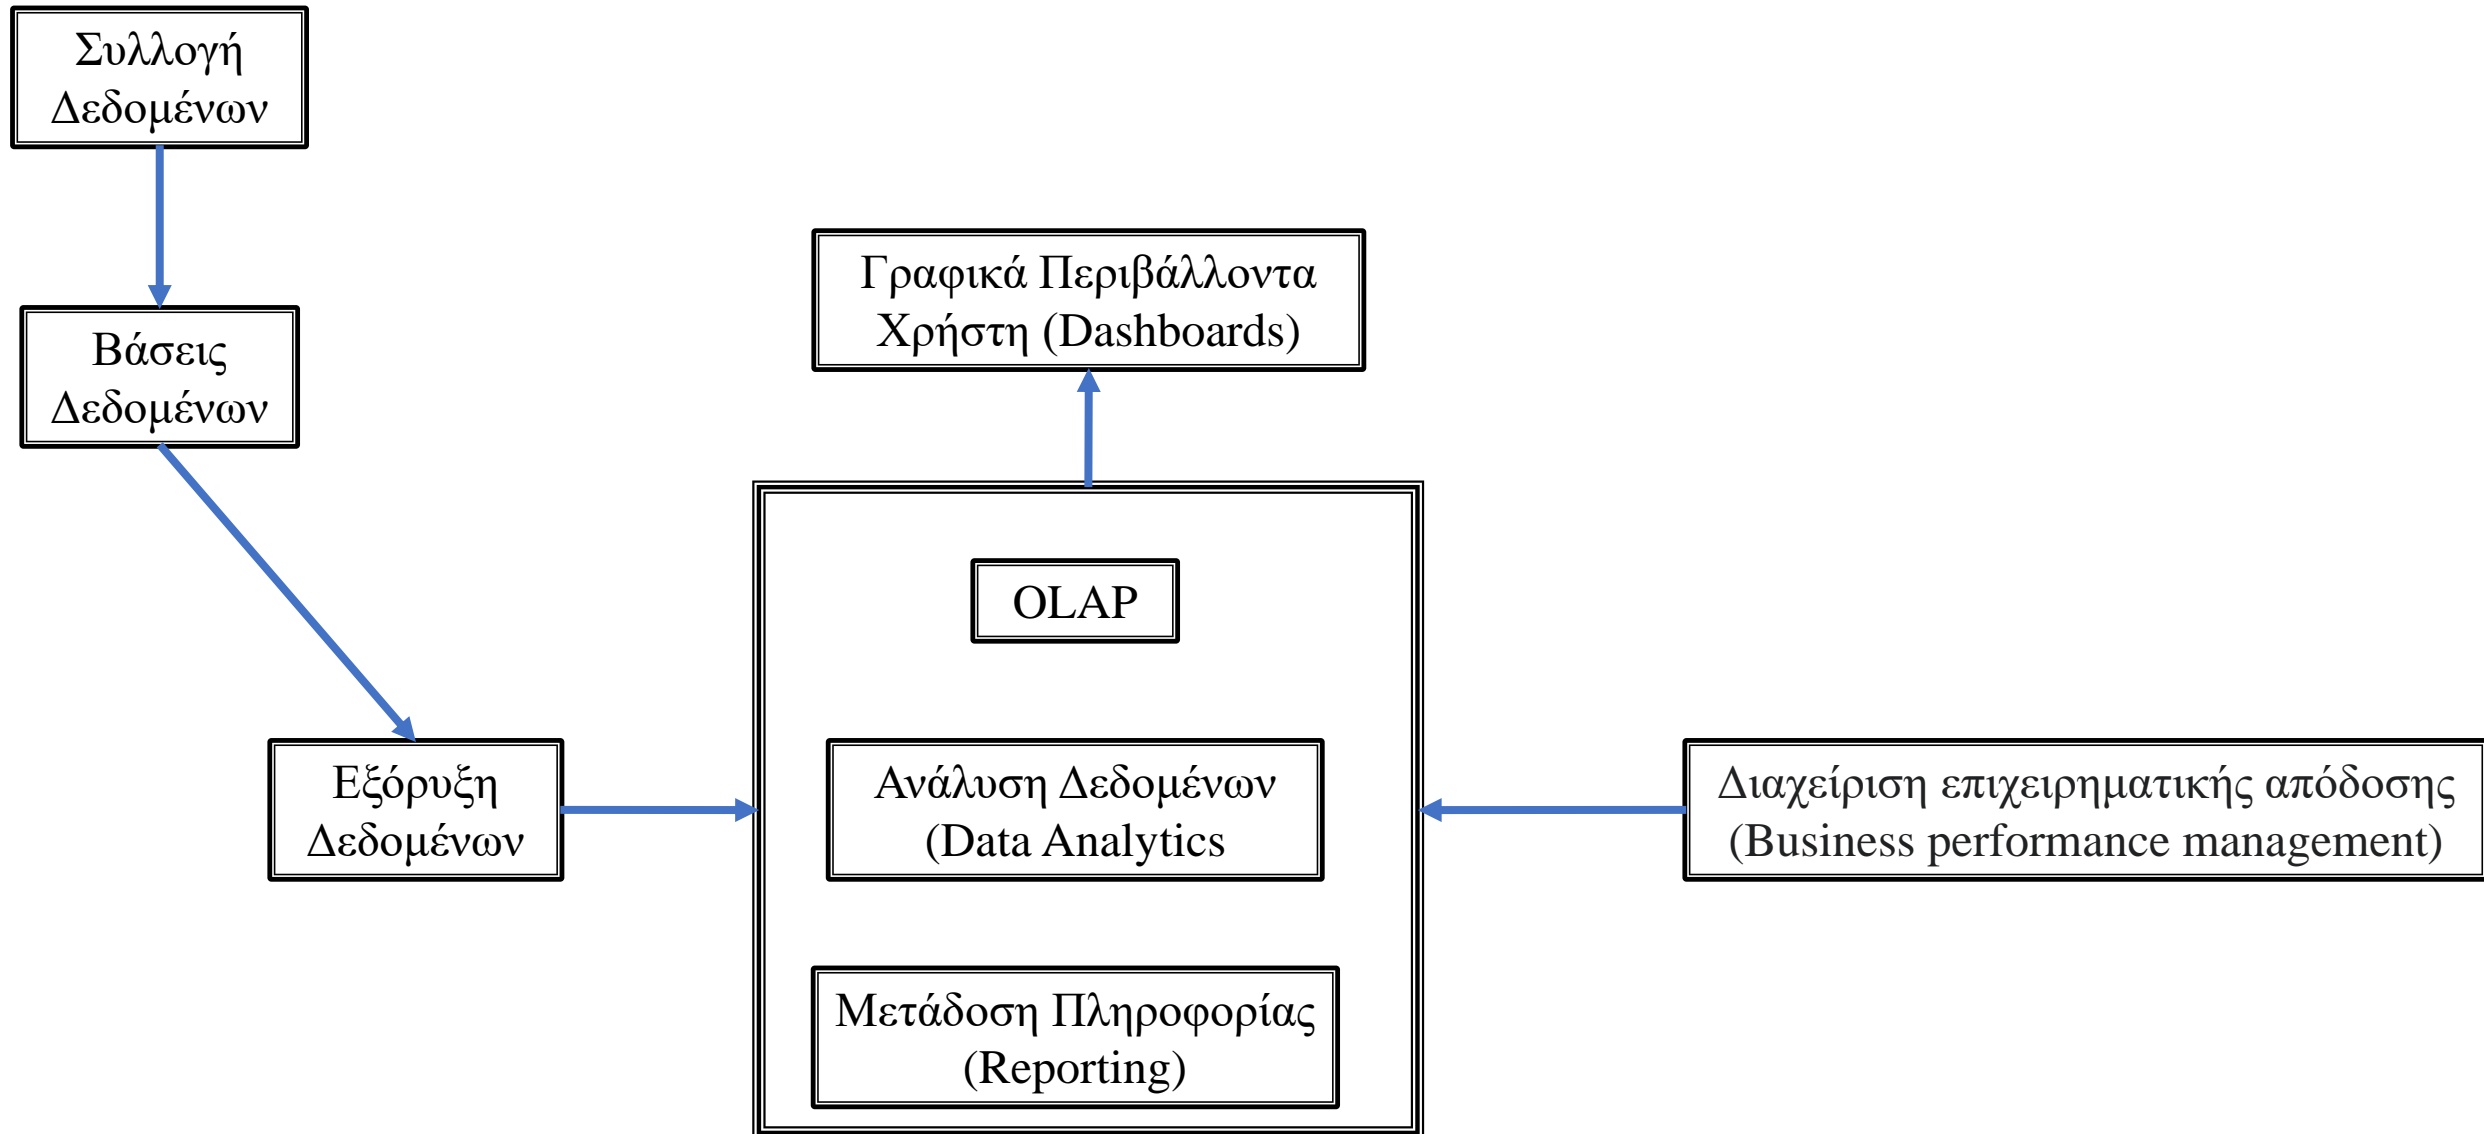 Συλλογή
Δεδομένων
Βάσεις
Δεδομένων
Γραφικά Περιβάλλοντα
Χρήστη (Dashboards)
OLAP
Εξόρυξη
Δεδομένων
Ανάλυση Δεδομένων
(Data Analytics
Διαχείριση επιχειρηματικής απόδοσης
(Business performance management)
Μετάδοση Πληροφορίας
(Reporting)